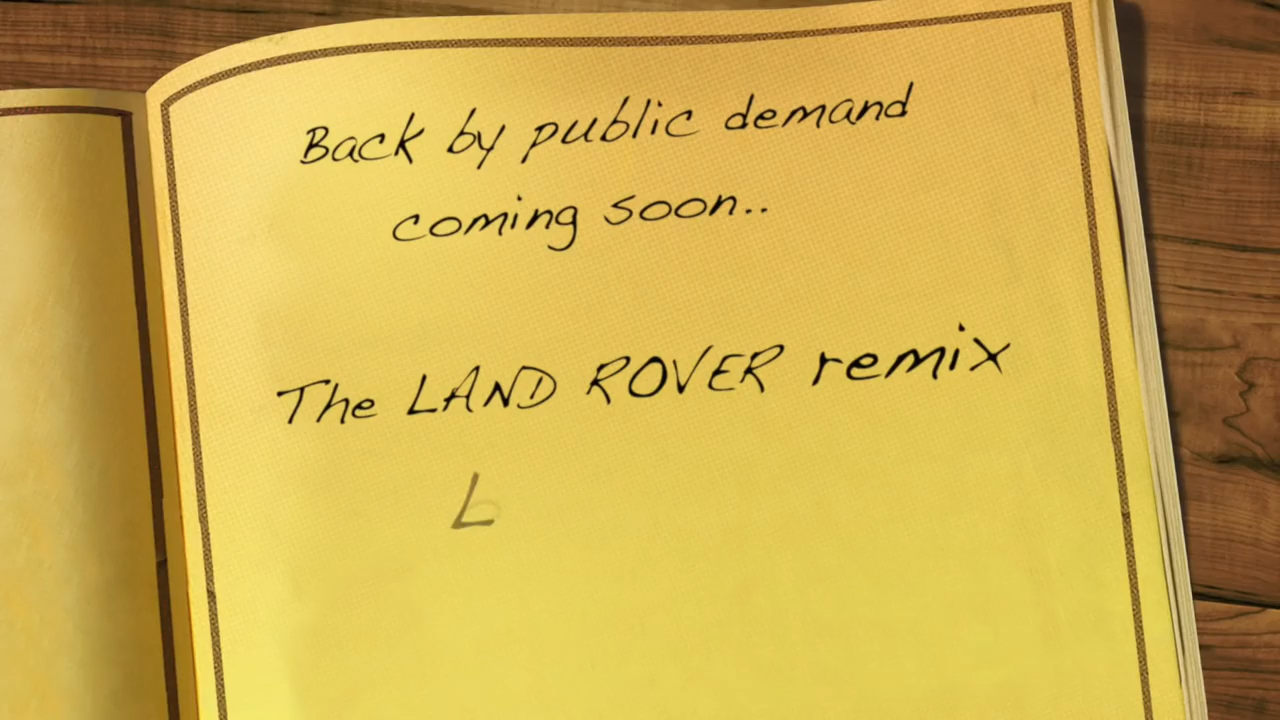 Back by public demand
coming soon..
The LAND ROVER remix
L